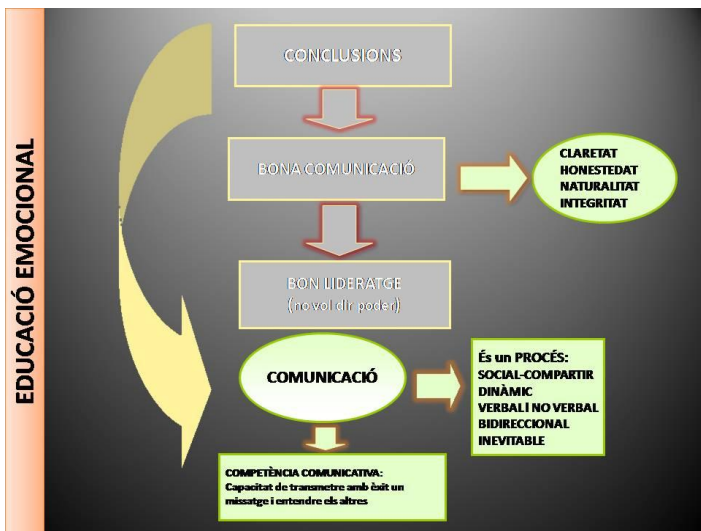 EDUCACIÓ EMOCIONAL
CONCLUSIONS
BONA COMUNICACIÓ
CLARETAT
HONESTEDAT
NATURALITAT
INTEGRITAT
BON LIDERATGE
(no vol dir poder)
COMUNICACIÓ
És un PROCÉS:
SOCIAL-COMPARTIR
DINÀMIC
VERBAL I NO VERBAL
BIDIRECCIONAL
INEVITABLE
COMPETÈNCIA COMUNICATIVA:
Capacitat de transmetre amb èxit un
missatge i entendre els altres